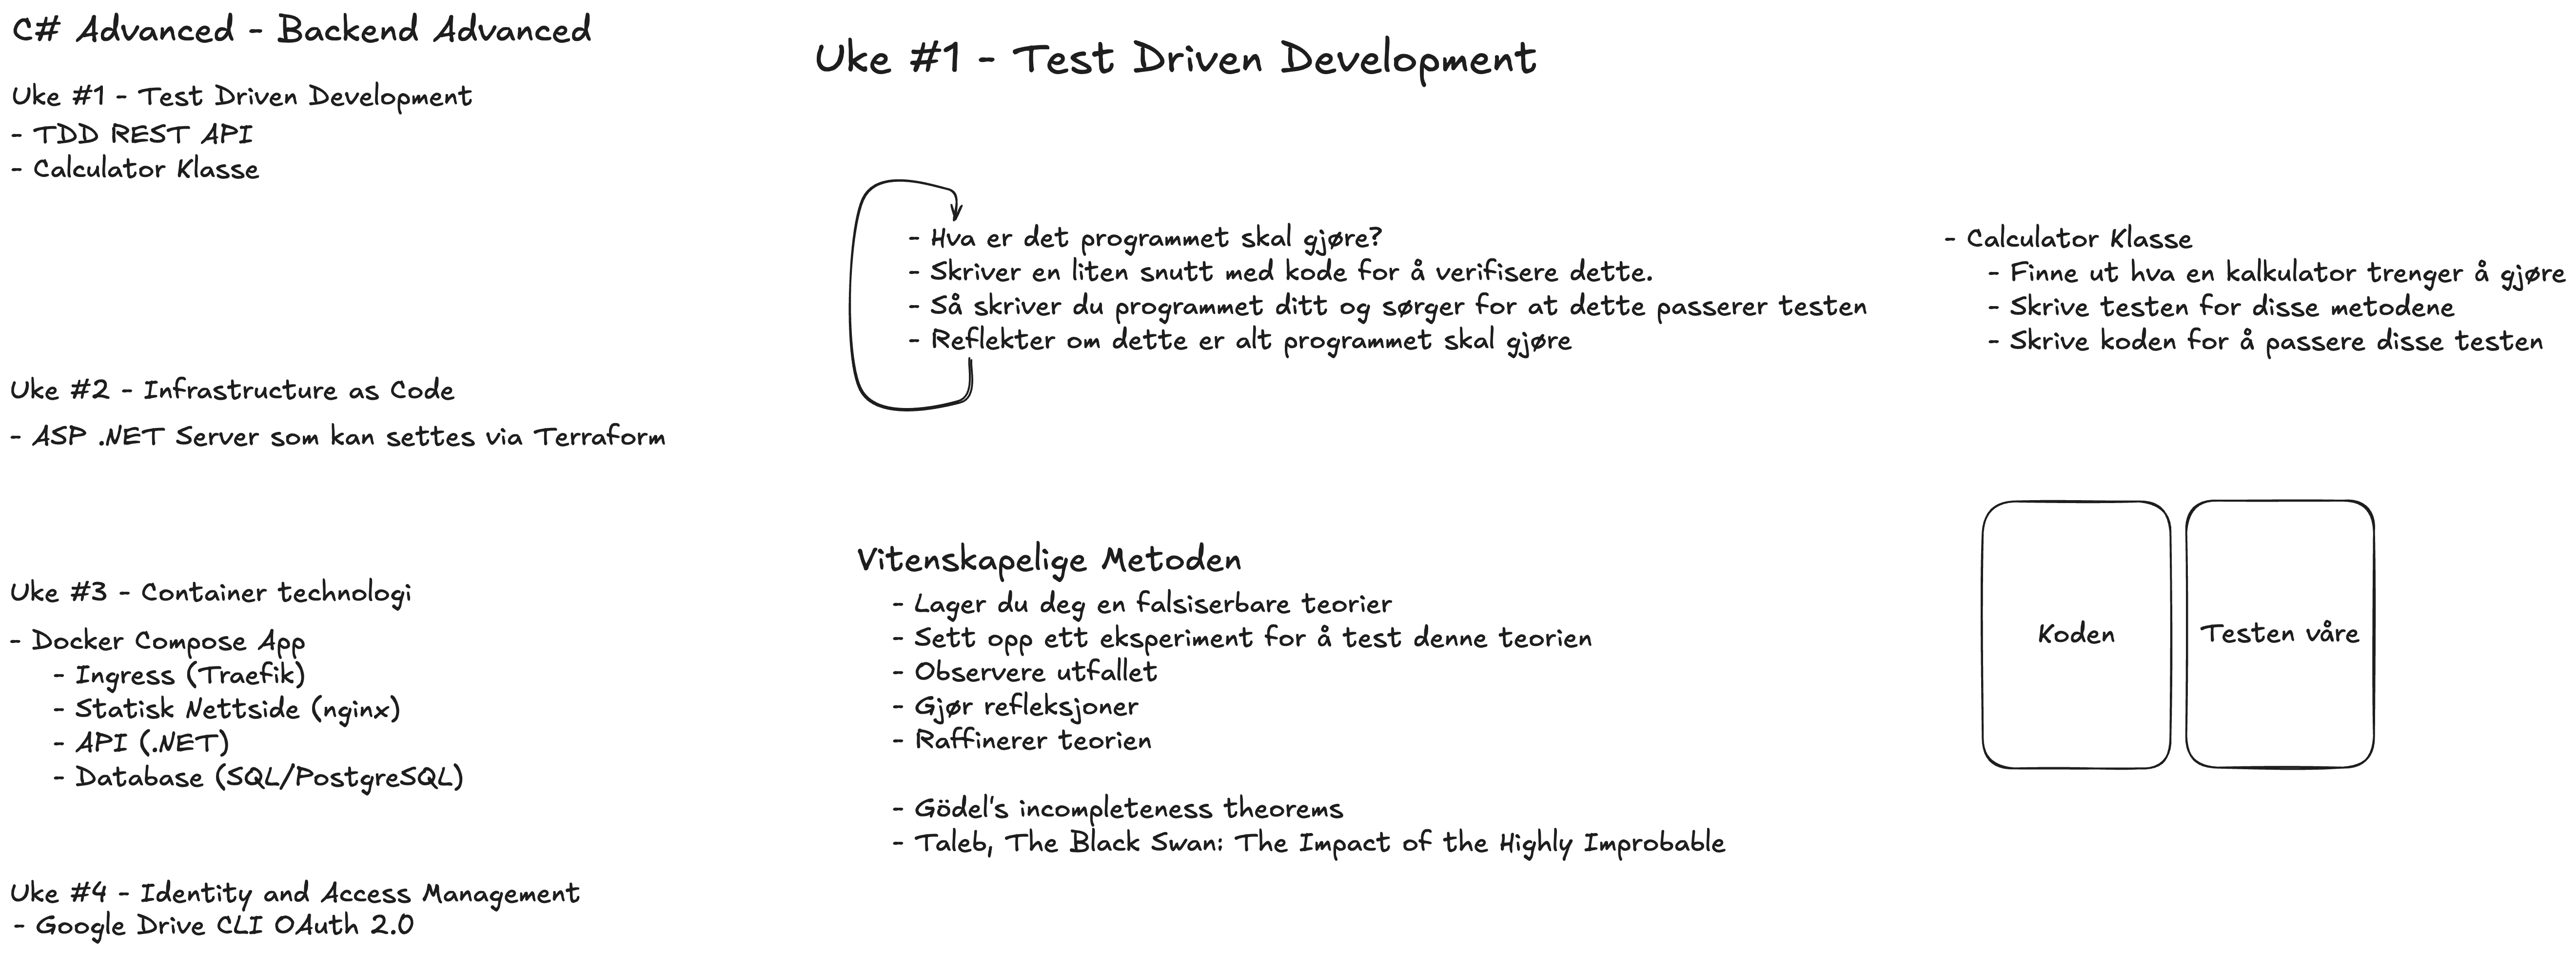 C# Advanced - Backend Advanced
Uke #1 - Test Driven Development
- TDD REST API
- Calculator Klasse
Uke #2 - Infrastructure as Code
- ASP .NET Server som kan settes via Terraform
Uke #3 - Container technologi
- Docker Compose App
- Ingress (Traefik)
- Statisk Nettside (nginx)
- API (.NET)
- Database (SQL/PostgreSQL)
Uke #4 - Identity and Access Management
- Google Drive CLI OAuth 2.0
Uke #1 - Test Driven Development
- Hva er det programmet skal gjøre?
- Skriver en liten snutt med kode for å verifisere dette.
- Så skriver du programmet ditt og sørger for at dette passerer testen
- Reflekter om dette er alt programmet skal gjøre
Vitenskapelige Metoden
- Lager du deg en falsiserbare teorier
- Sett opp ett eksperiment for å test denne teorien
- Observere utfallet
- Gjør refleksjoner
- Raffinerer teorien
- Gödel's incompleteness theorems
- Taleb, The Black Swan: The Impact of the Highly Improbable
- Calculator Klasse
- Finne ut hva en kalkulator trenger å gjøre
- Skrive testen for disse metodene
- Skrive koden for å passere disse testen
Koden
Testen våre